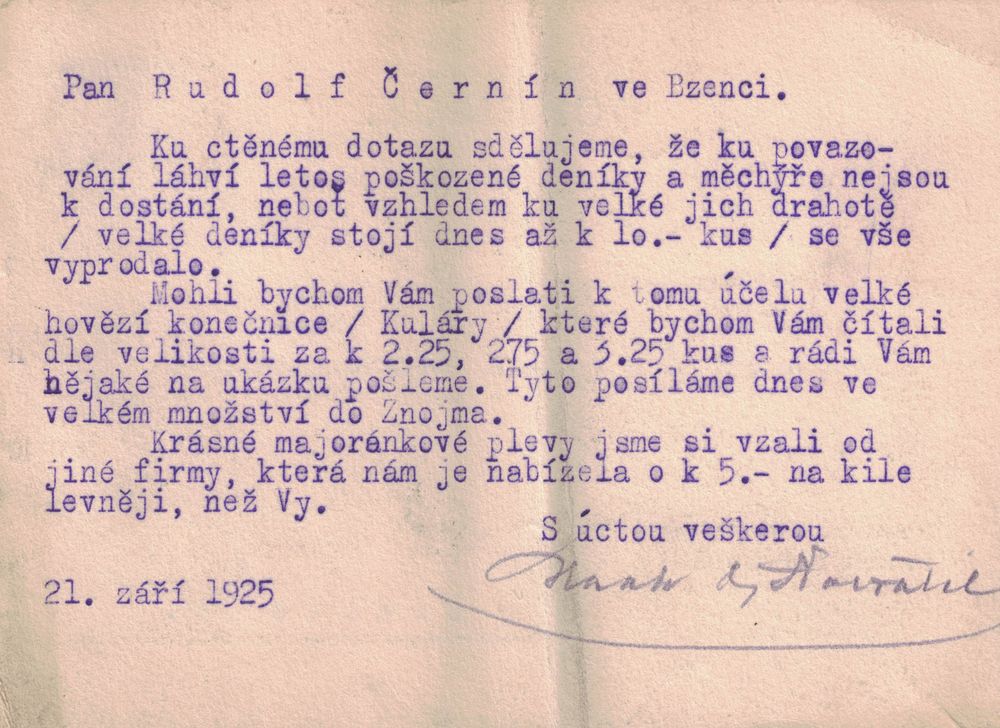 Pan R u d o l f Č e r n í n ve Bzenci.
Ku ctěnému dotazu sdělujeme, že ku povazo-
vání láhví letos poškozené deníky a měchýře nejsou
k dostání, neboť vzhledem ku velké jich drahotě
/ velké deníky stojí dnes až k lo.- kus / se vše
vyprodalo.
Mohli bychom Vám poslati k tomu účelu velké
hovězí konečnice / Kuláry / které bychom Vám čítali
dle velikosti za k 2.25, 275 a 3.25 kus a rádi Vám
nějaké na ukázku pošleme. Tyto posíláme dnes ve
velkém množství do Znojma.
Krásné majoránkové plevy jsme si vzali od
jiné firmy, která nám je nabízela o k 5.- na kile
levněji, než Vy.
S úctou veškerou
21. září 1925